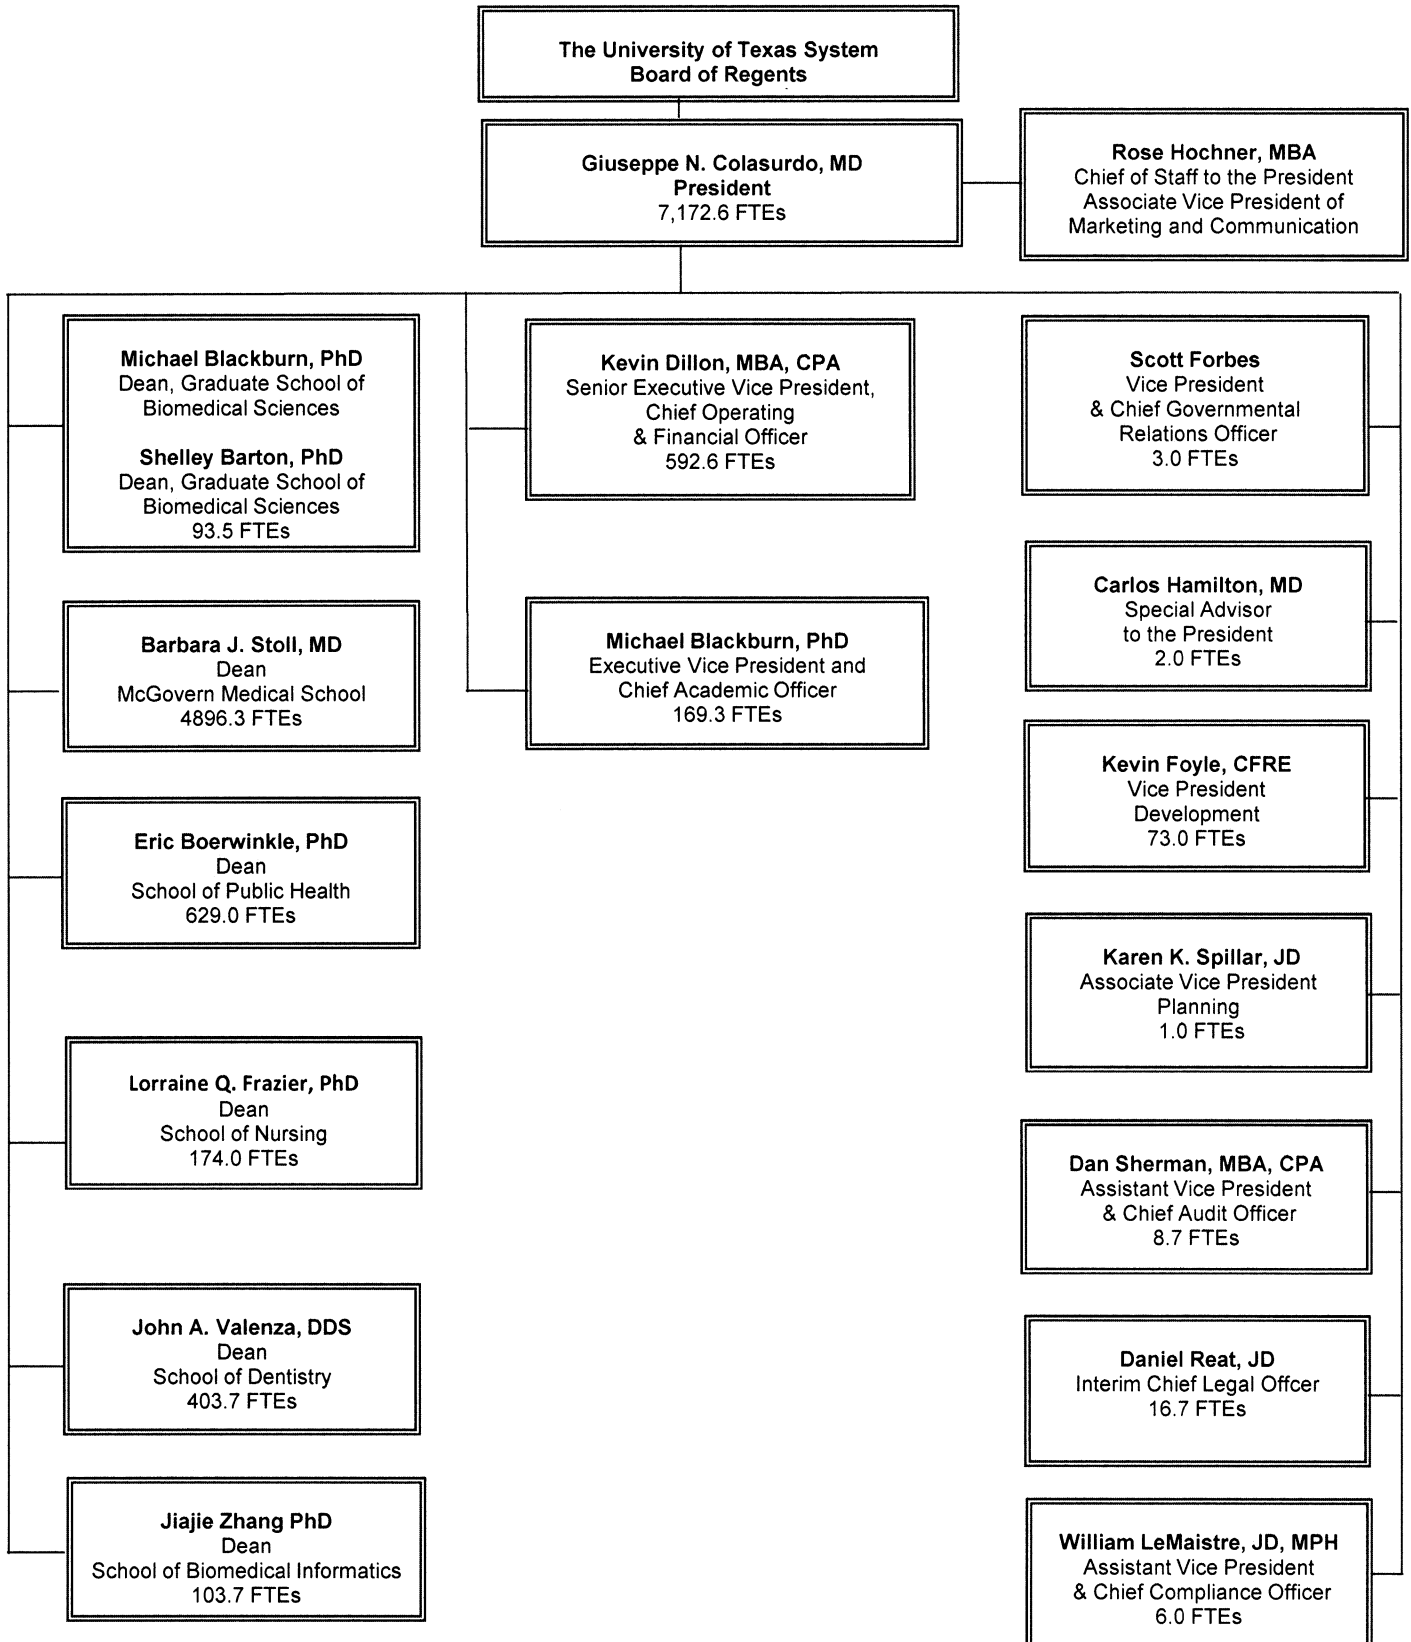 The University of Texas System
Board of Regents
Giuseppe N. Colasurdo, MD
President
7,172.6 FTEs
Rose Hochner, MBA
Chief of Staff to the President
Associate Vice President of
Marketing and Communication
Michael Blackburn, PhD
Dean, Graduate School of
Biomedical Sciences
Shelley Barton, PhD
Dean, Graduate School of
Biomedical Sciences
93.5 FTEs
Barbara J. Stoll, MD
Dean
McGovern Medical School
4896.3 FTEs
Eric Boerwinkle, PhD
Dean
School of Public Health
629.0 FTEs
Lorraine Q. Frazier, PhD
Dean
School of Nursing
174.0 FTEs
John A. Valenza, DDS
Dean
School of Dentistry
403.7 FTEs
Jiajie Zhang PhD
Dean
School of Biomedical Informatics
103.7 FTEs
Kevin Dillon, MBA, CPA
Senior Executive Vice President,
Chief Operating
& Financial Officer
592.6 FTEs
Michael Blackburn, PhD
Executive Vice President and
Chief Academic Officer
169.3 FTEs
Scott Forbes
Vice President
& Chief Governmental
Relations Officer
3.0 FTEs
Carlos Hamilton, MD
Special Advisor
to the President
2.0 FTEs
Kevin Foyle, CFRE
Vice President
Development
73.0 FTEs
Karen K. Spillar, JD
Associate Vice President
Planning
1.0 FTEs
Dan Sherman, MBA, CPA
Assistant Vice President
& Chief Audit Officer
8.7 FTEs
Daniel Reat, JD
Interim Chief Legal Offcer
16.7 FTEs
William LeMaistre, JD, MPH
Assistant Vice President
& Chief Compliance Officer
6.0 FTEs